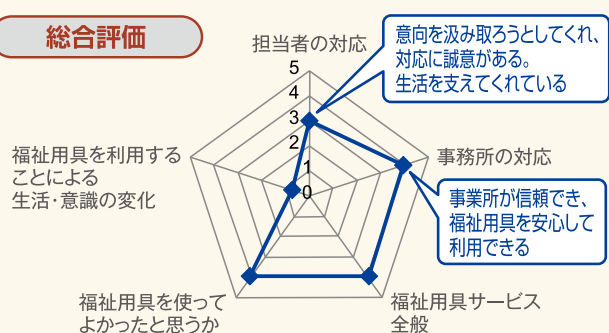 総合評価
担当者の対応
意向を汲み取ろうとしてくれ、
対応に誠意がある。
生活を支えてくれている
5
4
3
2
1
0
事務所の対応
事業所が信頼でき、
福祉用具を安心して
利用できる
福祉用具を利用する
ことによる
生活・意識の変化
福祉用具を使って
よかったと思うか
福祉用具サービス
全般